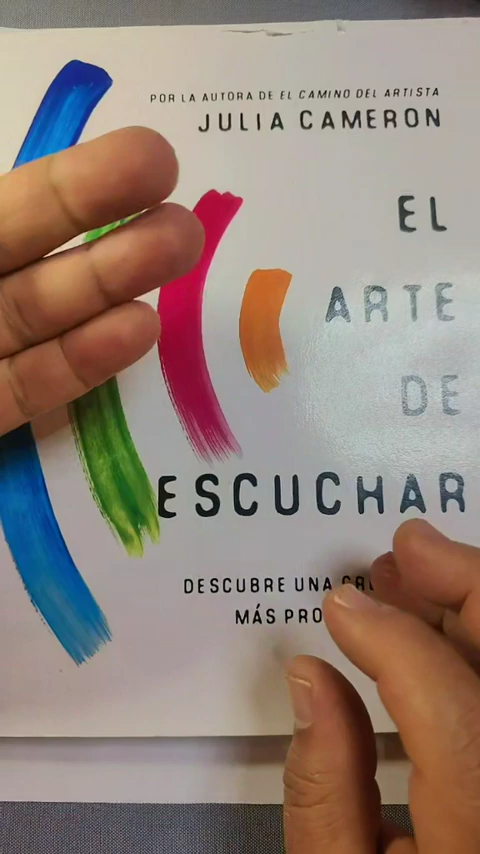 POR LA AUTORA DE EL CAMINO DEL ARTISTA
JULIA CAMERON
EL
ARTE
DE
ESCUCHAR
DESCUBRE UNA
MÁS